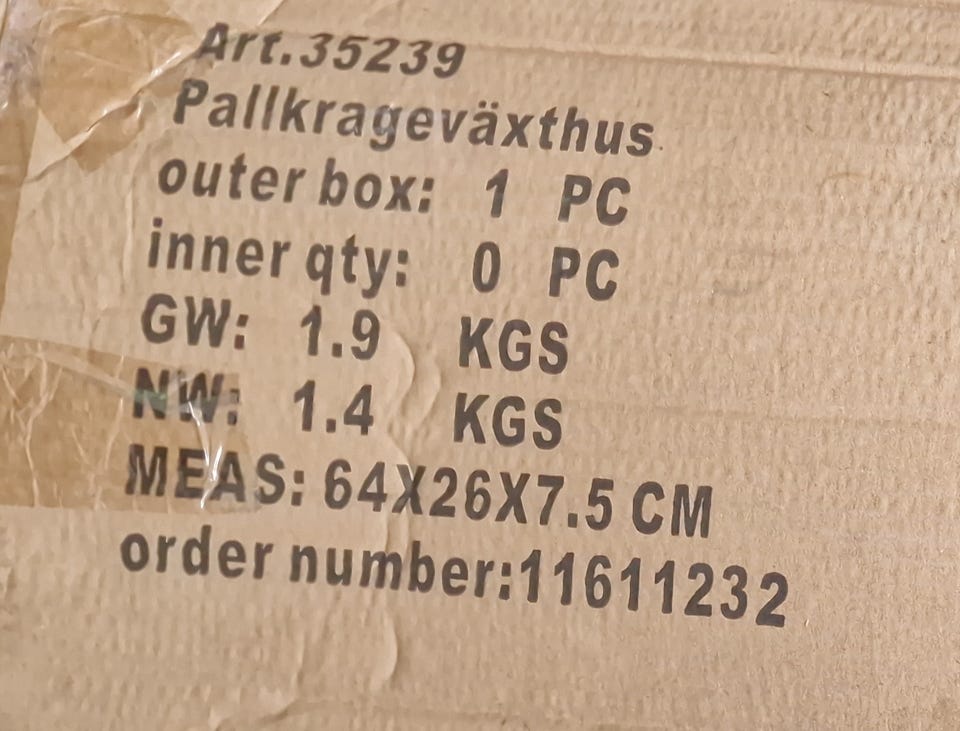 Art.35239
Pallkrageväxthus
outer box: 1 PC
inner qty: 0 PC
GW: 1.9 KGS
NW: 1.4 KGS
MEAS: 64X26X7.5 CM
order number:11611232